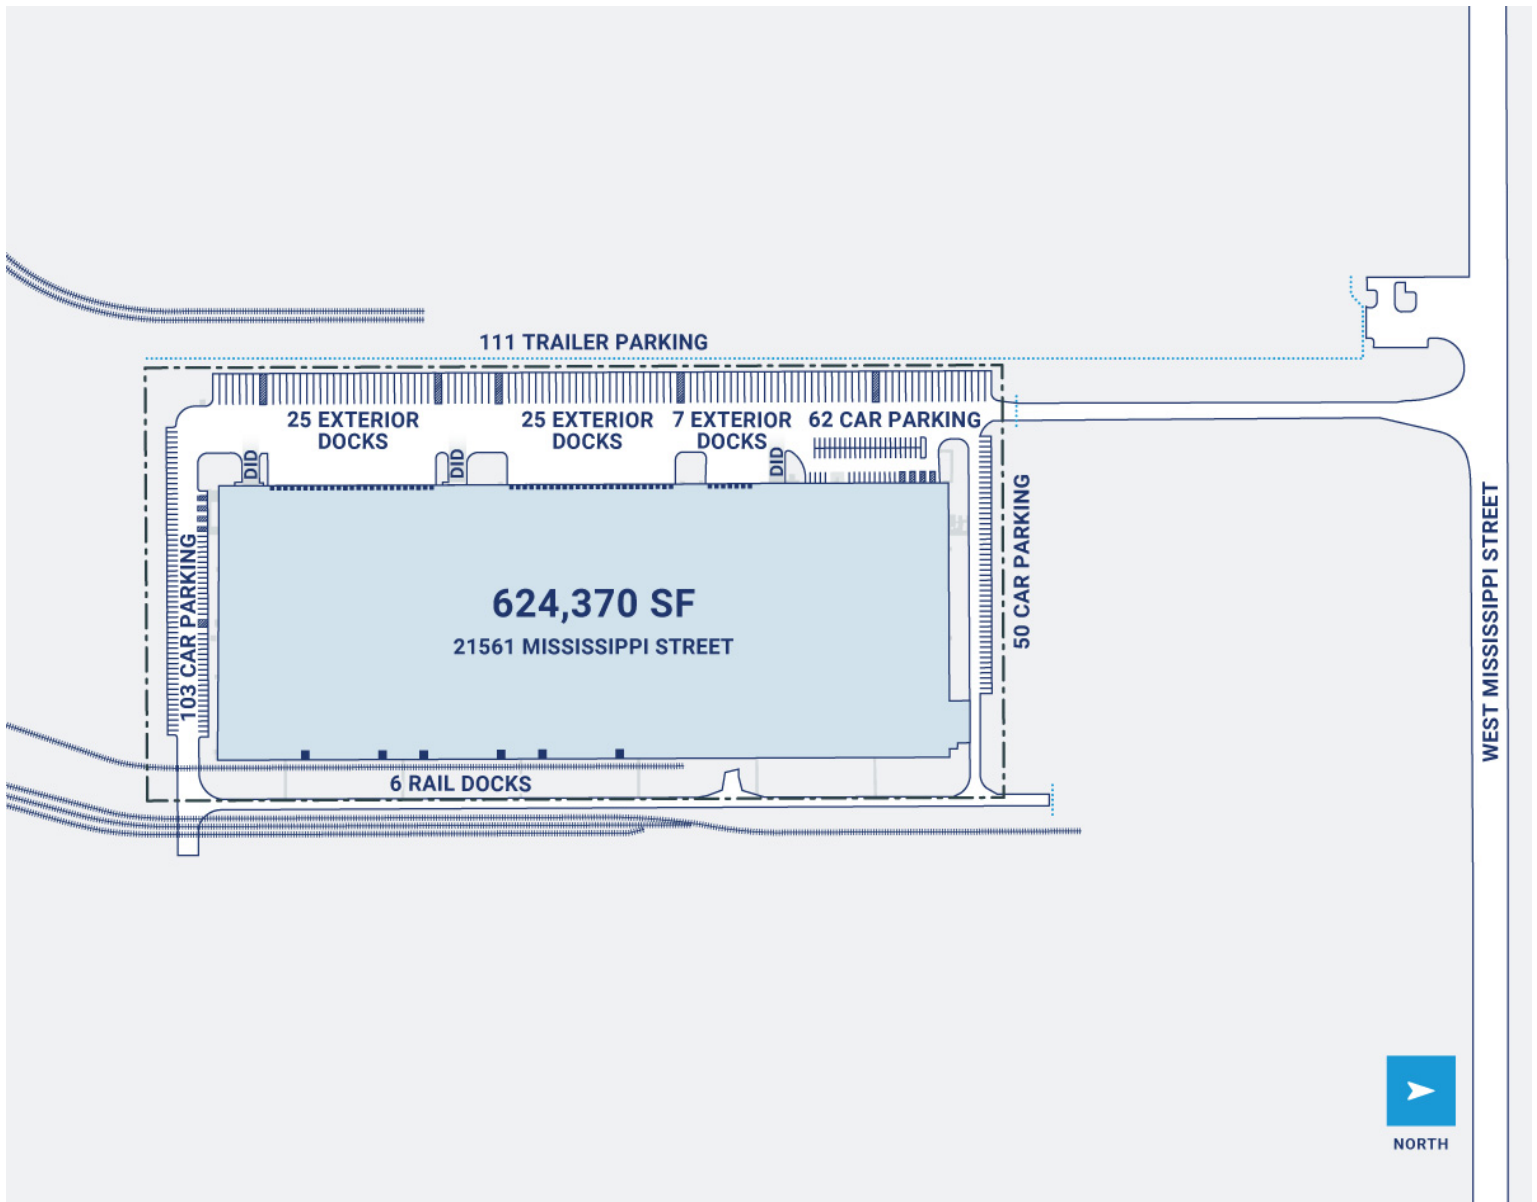 111 TRAILER PARKING
25 EXTERIOR
DOCKS
25 EXTERIOR
DOCKS
7 EXTERIOR
DOCKS
62 CAR PARKING
DID
DID
DID
103 CAR PARKING
50 CAR PARKING
624,370 SF
21561 MISSISSIPPI STREET
6 RAIL DOCKS
WEST MISSISSIPPI STREET
NORTH